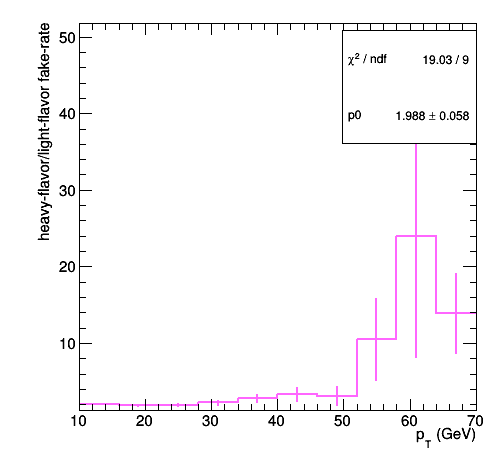 heavy-flavor/light-flavor fake-rate
50
40
30
20
10
χ² / ndf 19.03 / 9
p0 1.988 ± 0.058
10 20 30 40 50 60 70
p_T (GeV)